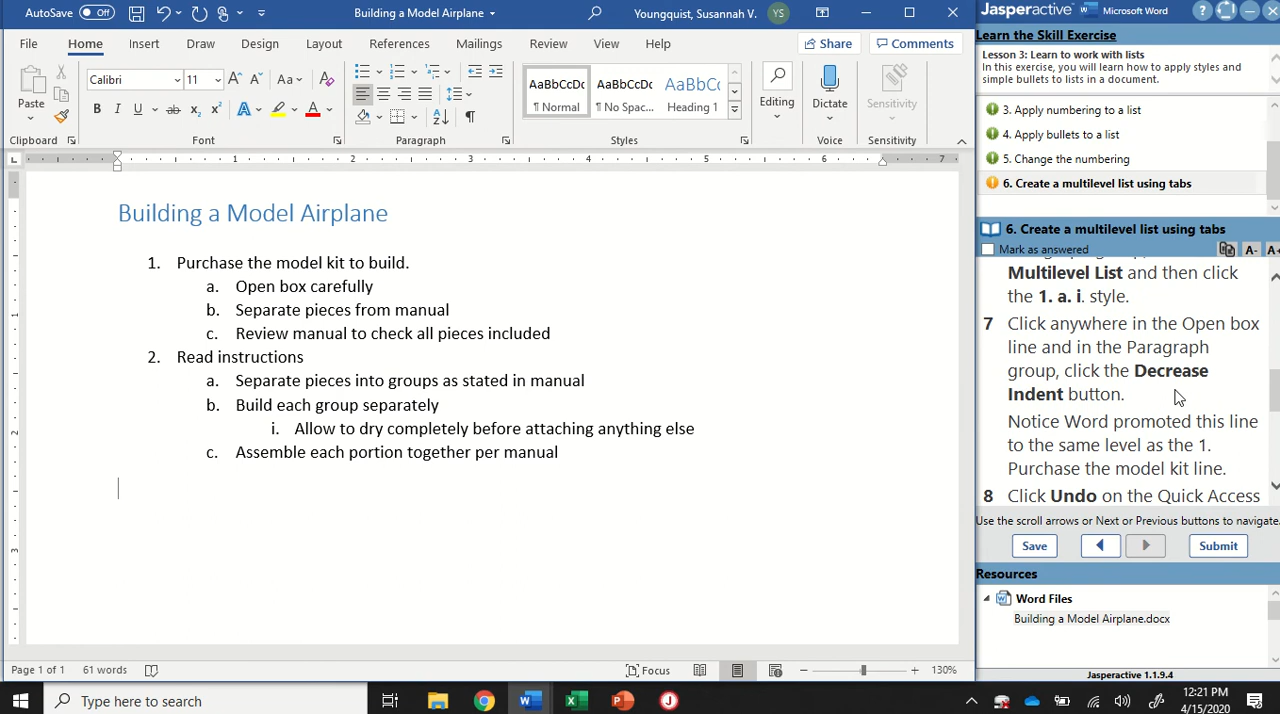 AutoSave Off Building a Model Airplane Youngquist, Susannah V. YS
File Home Insert Draw Design Layout References Mailings Review View Help Share Comments
Paste Calibri 11 Aa
B I U ab x2 x2 A A
Clipboard Font Paragraph
AaBbCcDc AaBbCcDc AaBbCc
¶ Normal ¶ No Spac... Heading 1
Styles
Editing Dictate Sensitivity
Voice Sensitivity
1 2 3 4 5 6 7
Building a Model Airplane
1. Purchase the model kit to build.
a. Open box carefully
b. Separate pieces from manual
c. Review manual to check all pieces included
2. Read instructions
a. Separate pieces into groups as stated in manual
b. Build each group separately
i. Allow to dry completely before attaching anything else
c. Assemble each portion together per manual
Page 1 of 1 61 words Focus 130%
Jasperactive Microsoft Word
Learn the Skill Exercise
Lesson 3: Learn to work with lists
In this exercise, you will learn how to apply styles and
simple bullets to lists in a document.
3. Apply numbering to a list
4. Apply bullets to a list
5. Change the numbering
6. Create a multilevel list using tabs
6. Create a multilevel list using tabs
Mark as answered A- A+
Multilevel List and then click
the 1. a. i. style.
7 Click anywhere in the Open box
line and in the Paragraph
group, click the Decrease
Indent button.
Notice Word promoted this line
to the same level as the 1.
Purchase the model kit line.
8 Click Undo on the Quick Access
Use the scroll arrows or Next or Previous buttons to navigate.
Save Submit
Resources
Word Files
Building a Model Airplane.docx
Jasperactive 1.1.9.4
Type here to search
12:21 PM
4/15/2020